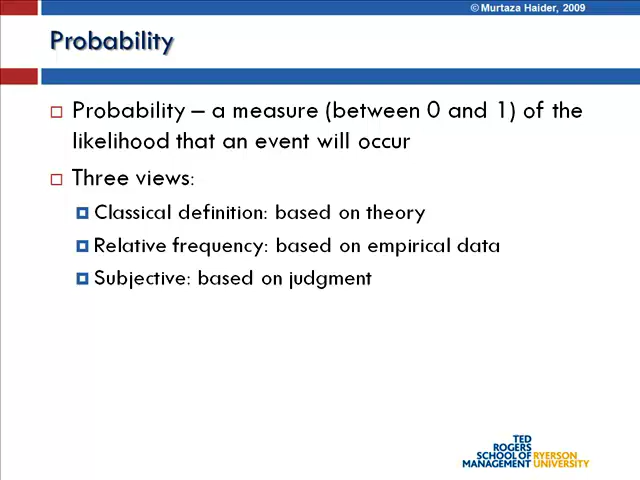 © Murtaza Haider, 2009
Probability
Probability – a measure (between 0 and 1) of the
likelihood that an event will occur
Three views:
Classical definition: based on theory
Relative frequency: based on empirical data
Subjective: based on judgment
TED
ROGERS
SCHOOL OF RYERSON
MANAGEMENT UNIVERSITY